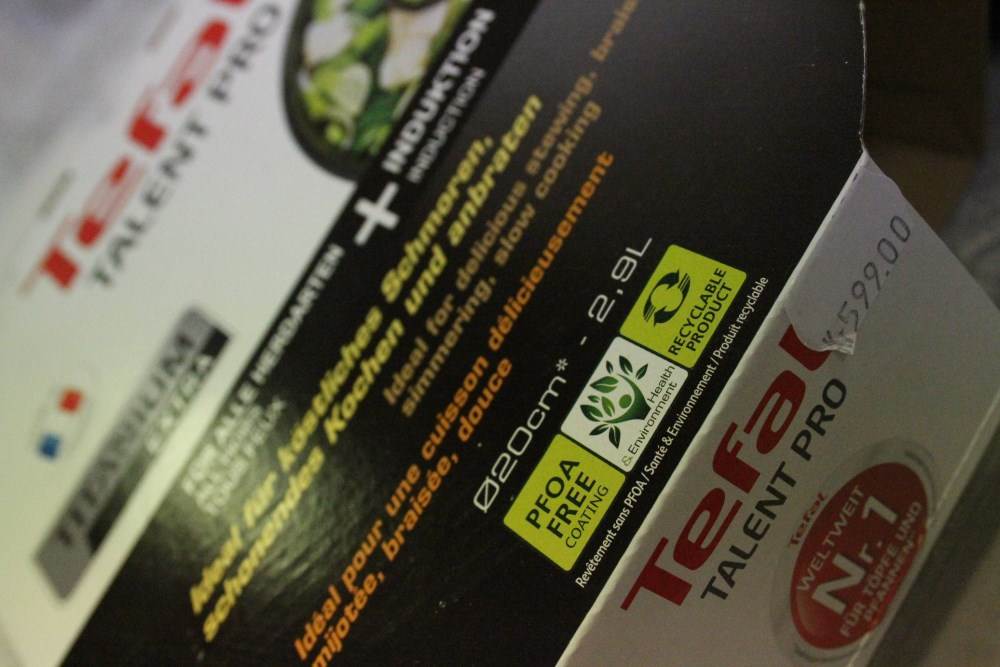 Tefal
TALENT PRO
INDUKTION
INDUCTION
HERDARTEN
Ideal für köstliches Schmoren,
schonendes Kochen und anbraten
Ideal for delicious stewing,
simmering, slow cooking
Idéal pour une cuisson délicieusement
mijotée, braisée, douce
Ø20cm* - 2,9L
PFOA
FREE
COATING
Health
& Environment
RECYCLABLE
PRODUCT
Revêtement sans PFOA / Santé & Environnement / Produit recyclable
599.00
Tefal
TALENT PRO
Tefal
WELTWEIT
Nr. 1
FÜR TÖPFE UND
PFANNEN*